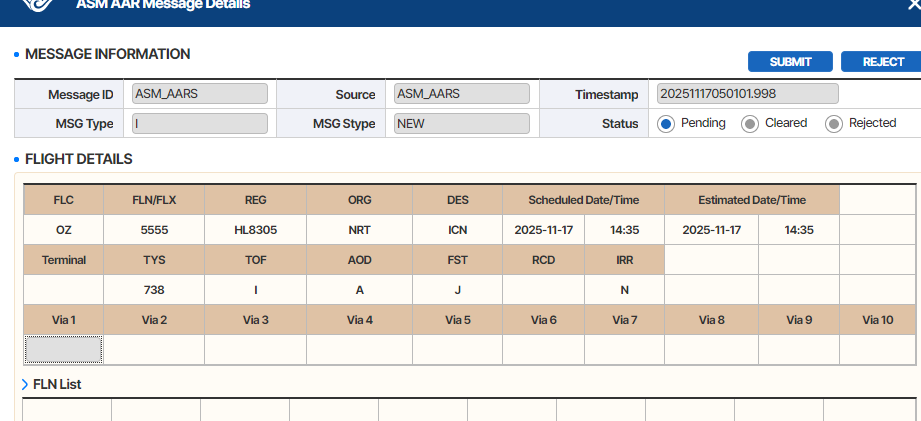 ASM AAR Message Details
MESSAGE INFORMATION
SUBMIT REJECT
Message ID ASM_AARS Source ASM_AARS Timestamp 20251117050101.998
MSG Type I MSG Stype NEW Status Pending Cleared Rejected
FLIGHT DETAILS
FLC FLN/FLX REG ORG DES Scheduled Date/Time Estimated Date/Time
OZ 5555 HL8305 NRT ICN 2025-11-17 14:35 2025-11-17 14:35
Terminal TYS TOF AOD FST RCD IRR
738 I A J N
Via 1 Via 2 Via 3 Via 4 Via 5 Via 6 Via 7 Via 8 Via 9 Via 10
FLN List